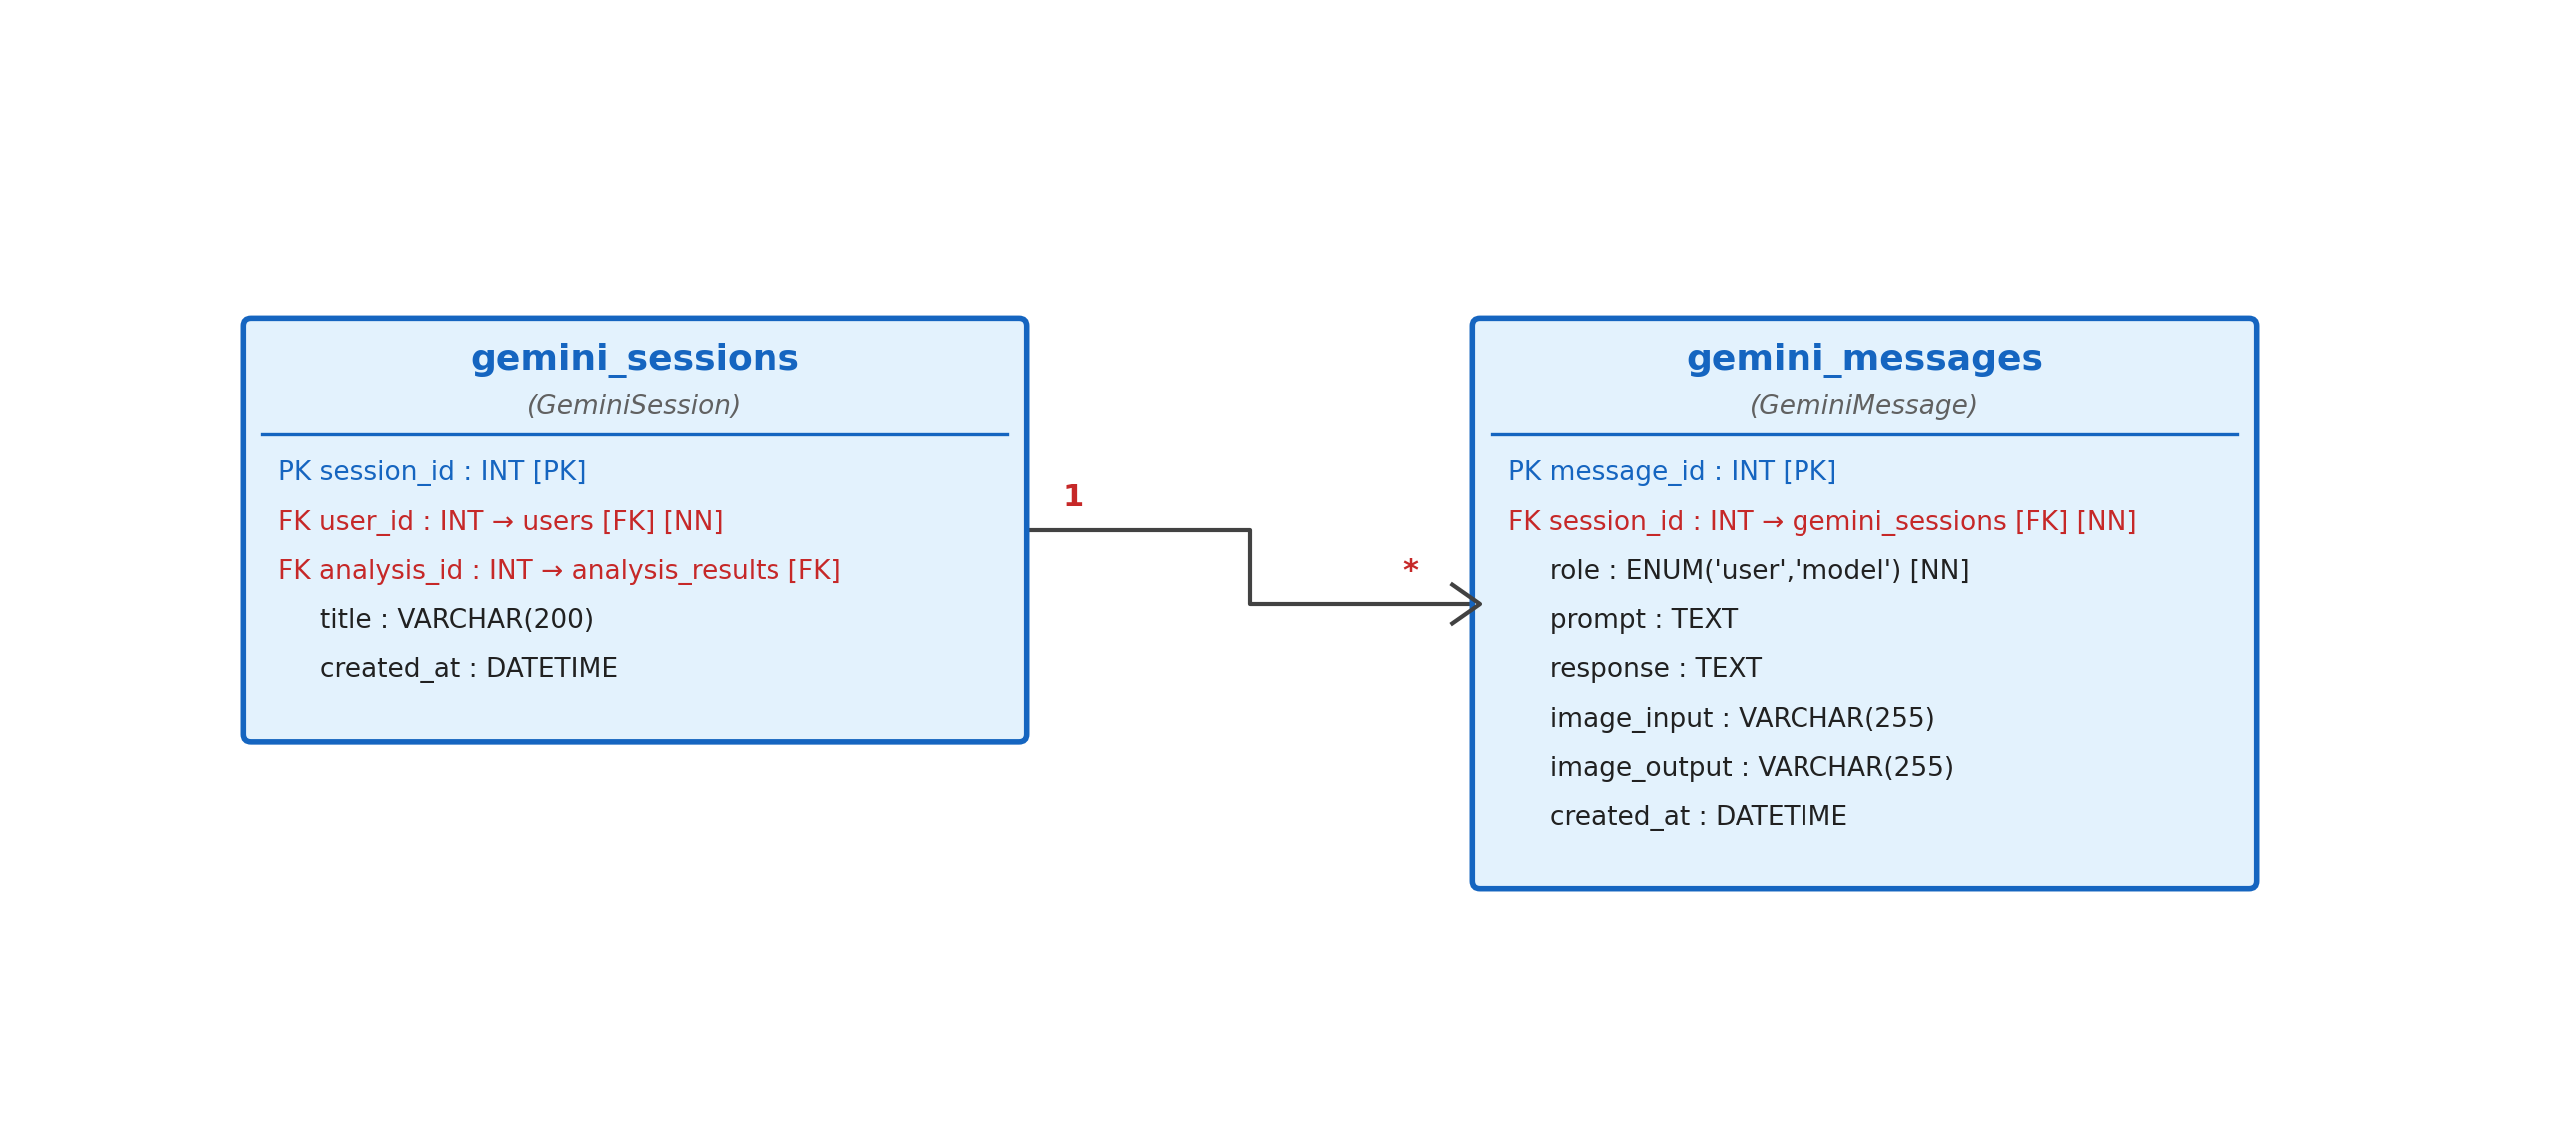 gemini_sessions
(GeminiSession)
PK session_id : INT [PK]
FK user_id : INT → users [FK] [NN]
FK analysis_id : INT → analysis_results [FK]
title : VARCHAR(200)
created_at : DATETIME
1
*
gemini_messages
(GeminiMessage)
PK message_id : INT [PK]
FK session_id : INT → gemini_sessions [FK] [NN]
role : ENUM('user','model') [NN]
prompt : TEXT
response : TEXT
image_input : VARCHAR(255)
image_output : VARCHAR(255)
created_at : DATETIME